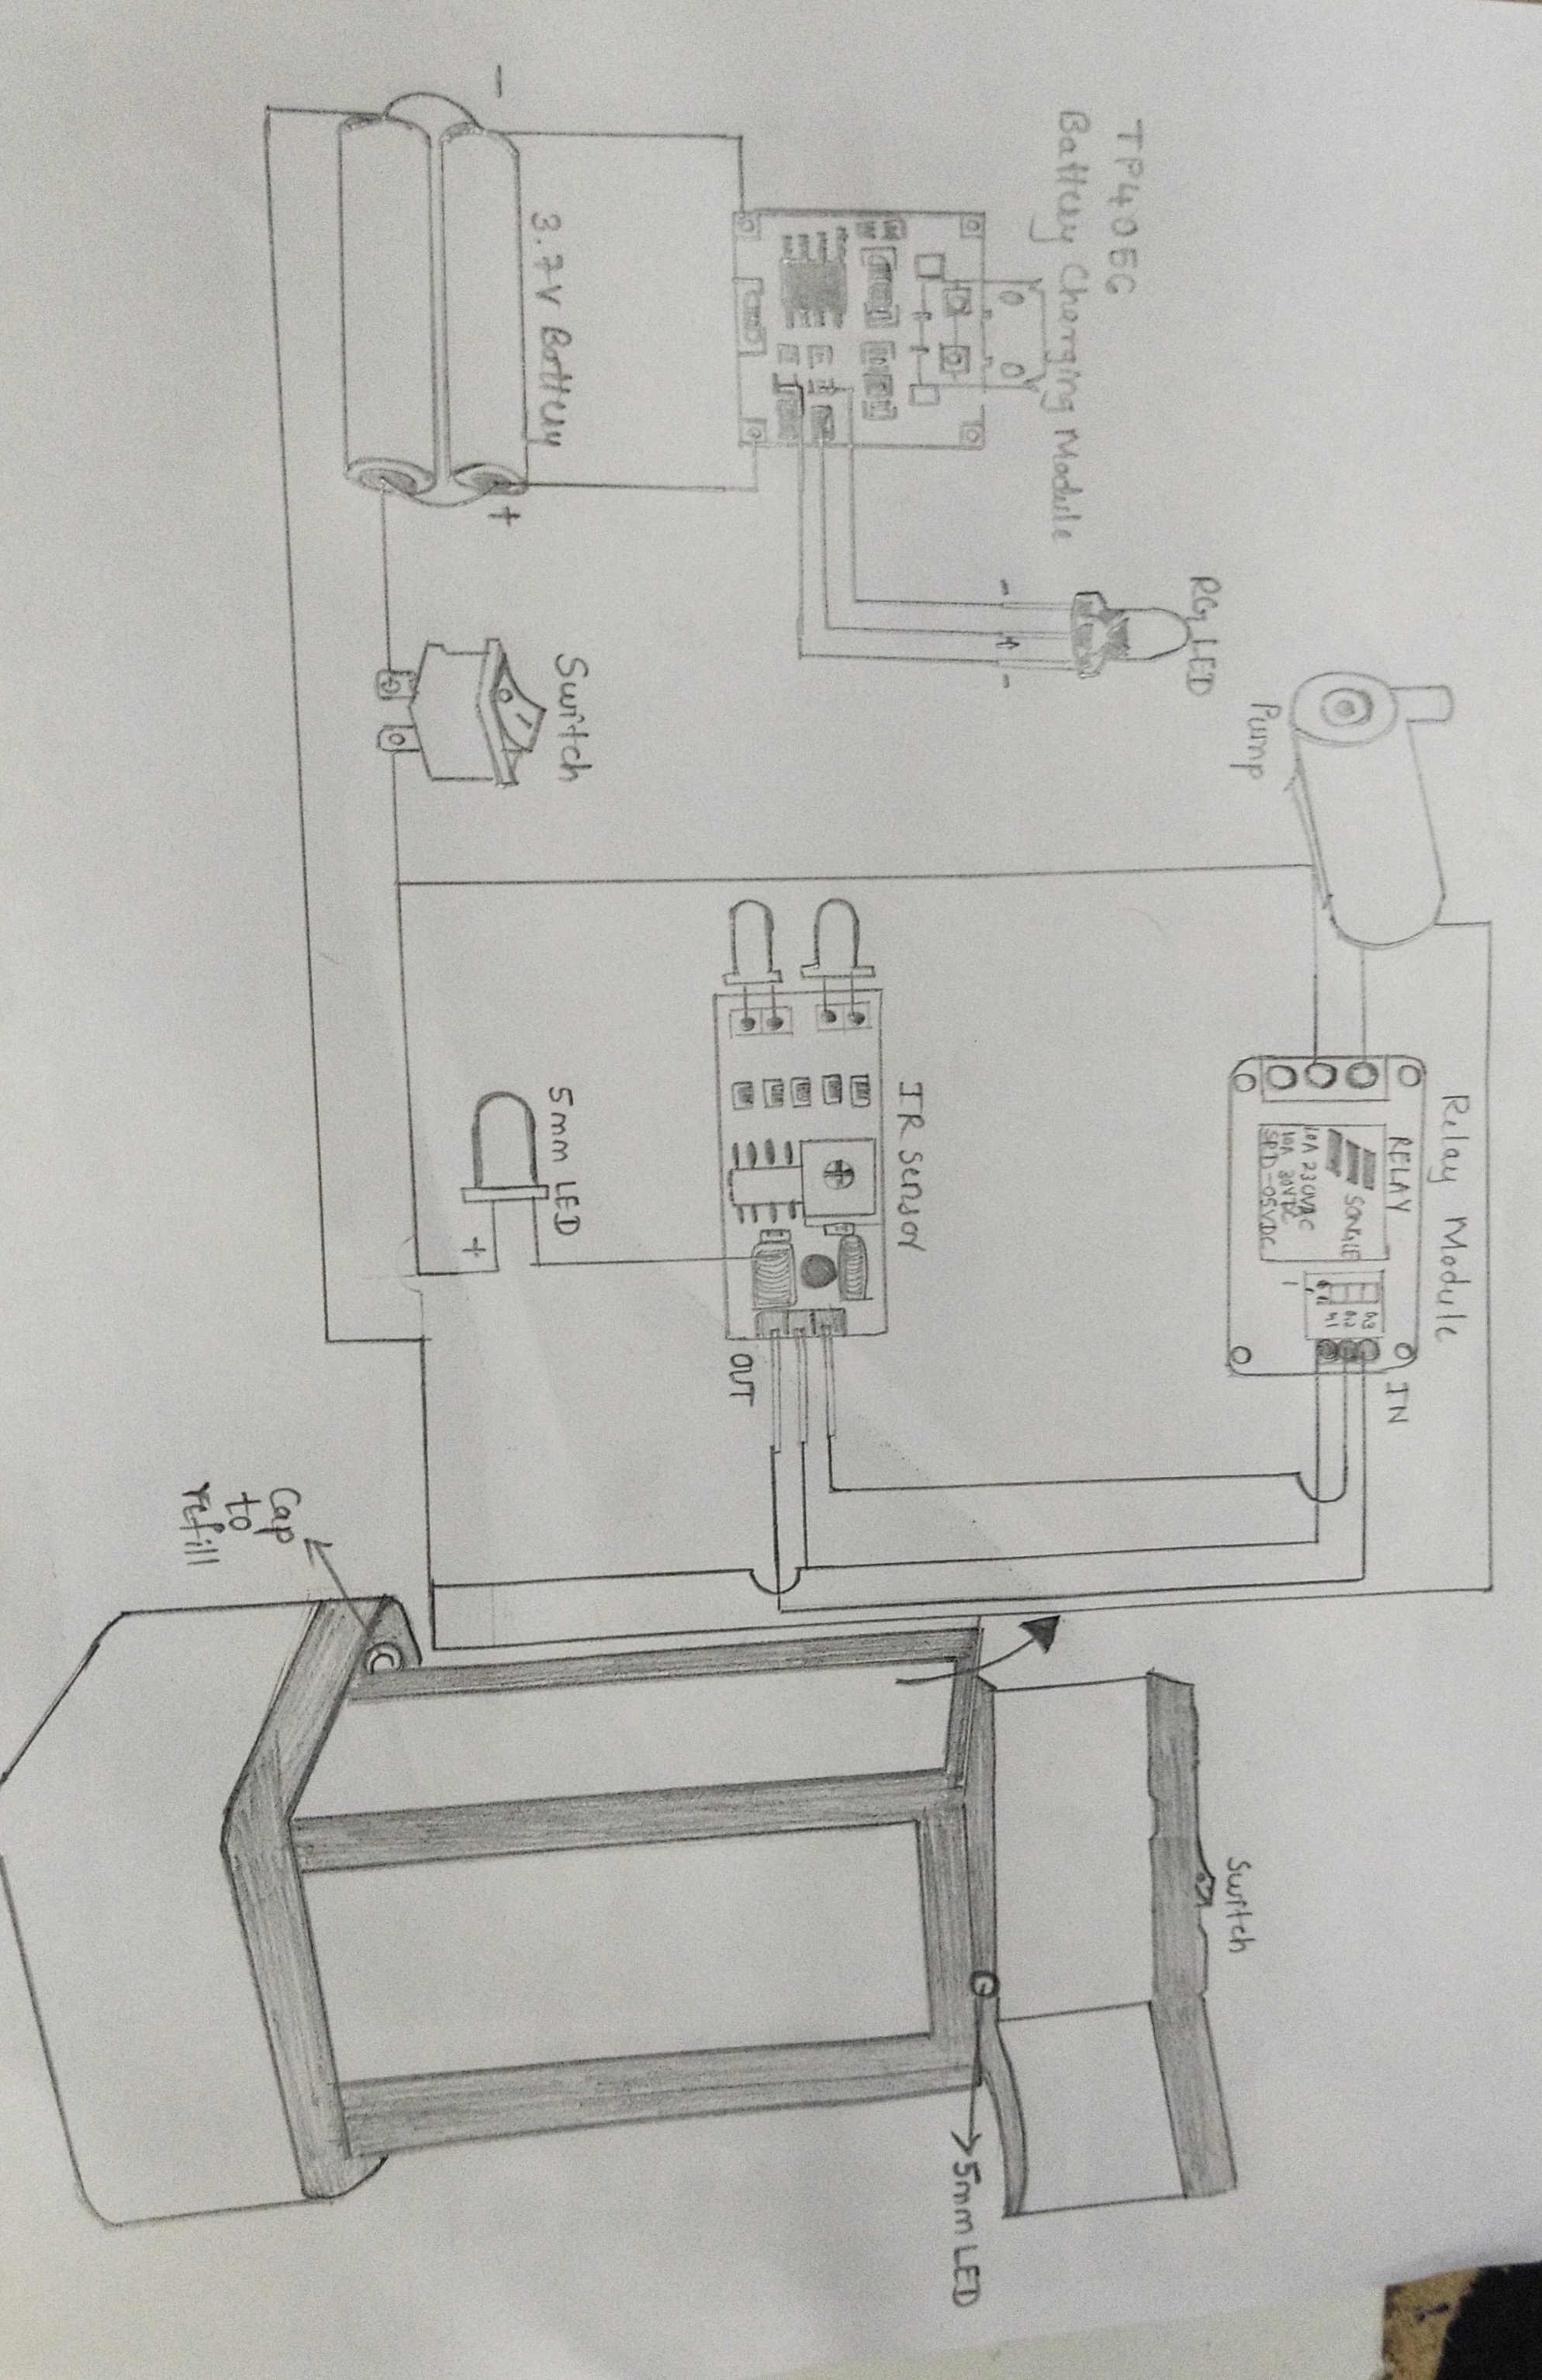 TP4056
Battery Charging Module
RG LED
Pump
-
+
-
-
3.7V Battery
+
Switch
Relay Module
RELAY
SONGLE
10A 230VAC
10A 30VDC
SRD-05VDC
IN
IR Sensor
OUT
5mm LED
+
Switch
5mm LED
Cap
to
refill